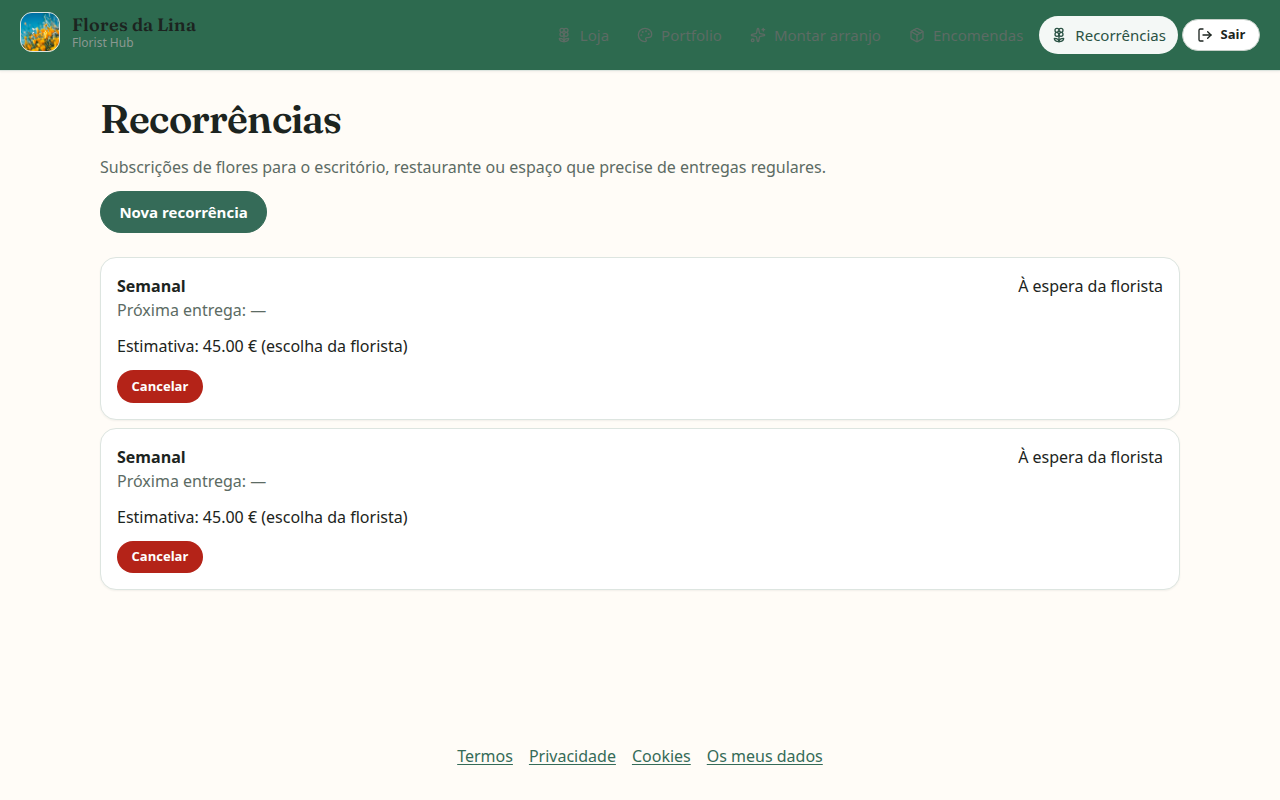 Flores da Lina
Florist Hub
Loja
Portfolio
Montar arranjo
Encomendas
Recorrências
Sair
Recorrências
Subscrições de flores para o escritório, restaurante ou espaço que precise de entregas regulares.
Nova recorrência
Semanal
À espera da florista
Próxima entrega: —
Estimativa: 45.00 € (escolha da florista)
Cancelar
Semanal
À espera da florista
Próxima entrega: —
Estimativa: 45.00 € (escolha da florista)
Cancelar
Termos
Privacidade
Cookies
Os meus dados